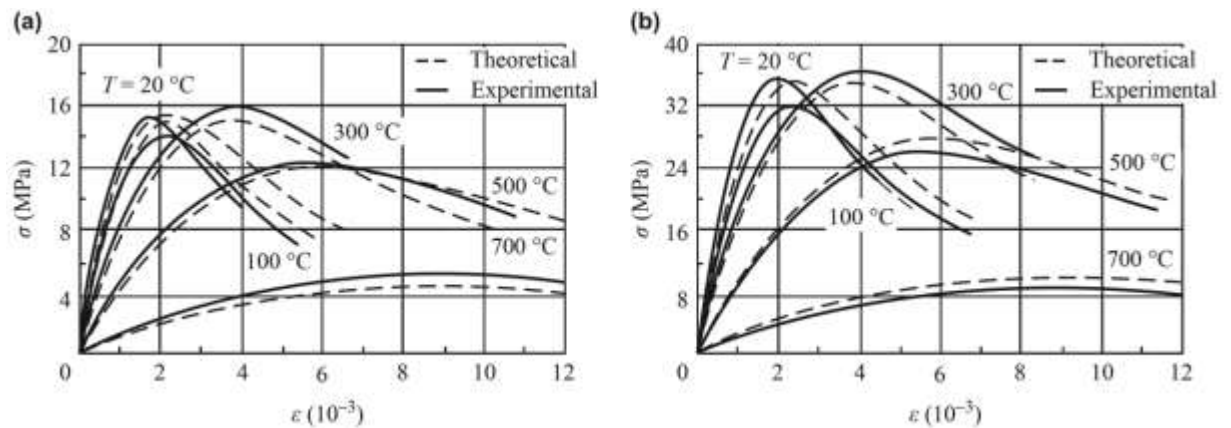 (a)
20
16
12
8
4
0
2
4
6
8
10
12
σ (MPa)
ε (10⁻³)
T = 20 °C
Theoretical
Experimental
300 °C
500 °C
700 °C
100 °C
(b)
40
32
24
16
8
0
2
4
6
8
10
12
σ (MPa)
ε (10⁻³)
T = 20 °C
Theoretical
Experimental
300 °C
500 °C
100 °C
700 °C